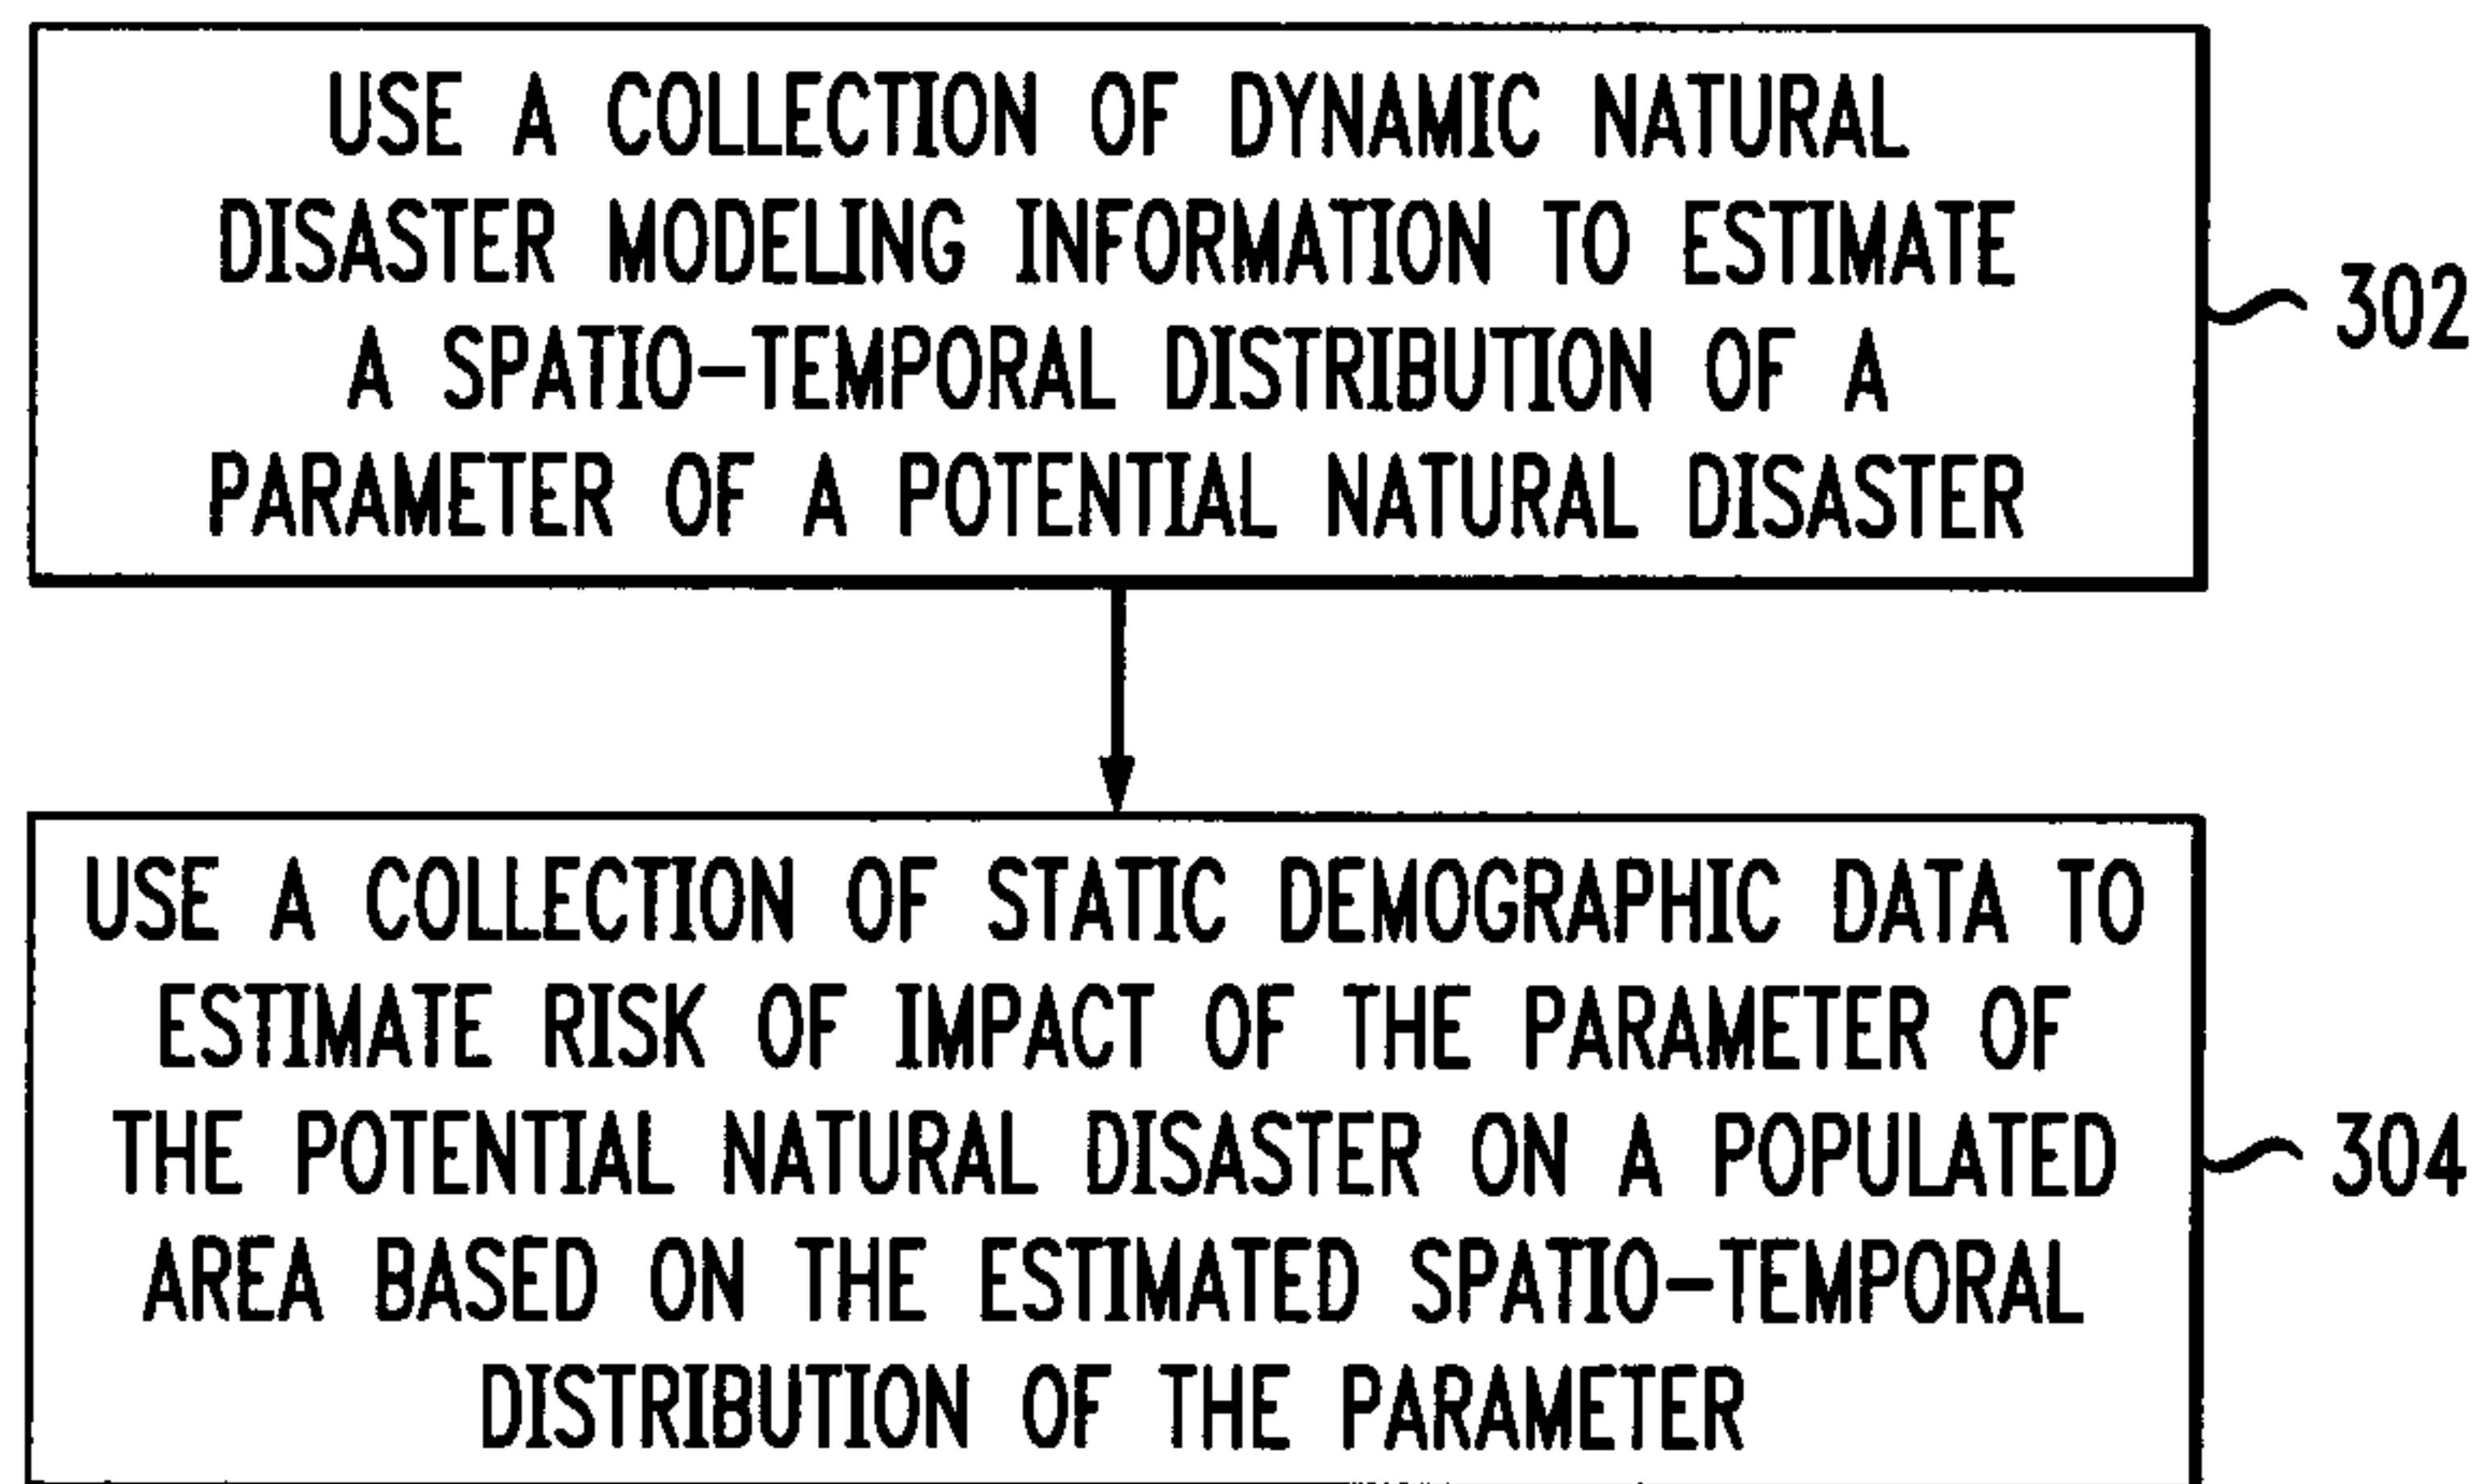 USE A COLLECTION OF DYNAMIC NATURAL
DISASTER MODELING INFORMATION TO ESTIMATE
A SPATIO-TEMPORAL DISTRIBUTION OF A
PARAMETER OF A POTENTIAL NATURAL DISASTER
302
USE A COLLECTION OF STATIC DEMOGRAPHIC DATA TO
ESTIMATE RISK OF IMPACT OF THE PARAMETER OF
THE POTENTIAL NATURAL DISASTER ON A POPULATED
AREA BASED ON THE ESTIMATED SPATIO-TEMPORAL
DISTRIBUTION OF THE PARAMETER
304